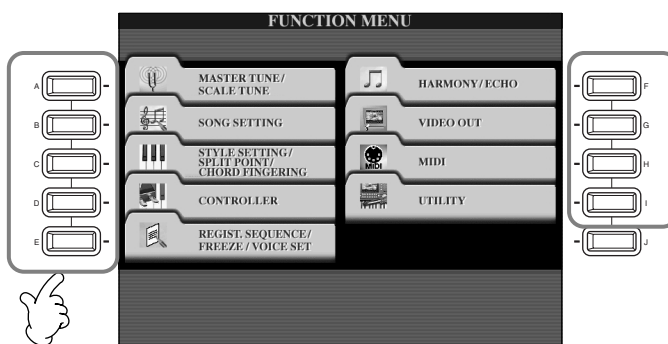 FUNCTION MENU
A
MASTER TUNE/
SCALE TUNE
B
SONG SETTING
C
STYLE SETTING/
SPLIT POINT/
CHORD FINGERING
D
CONTROLLER
E
REGIST. SEQUENCE/
FREEZE/VOICE SET
HARMONY/ECHO
F
VIDEO OUT
G
MIDI
MIDI
H
UTILITY
I
J